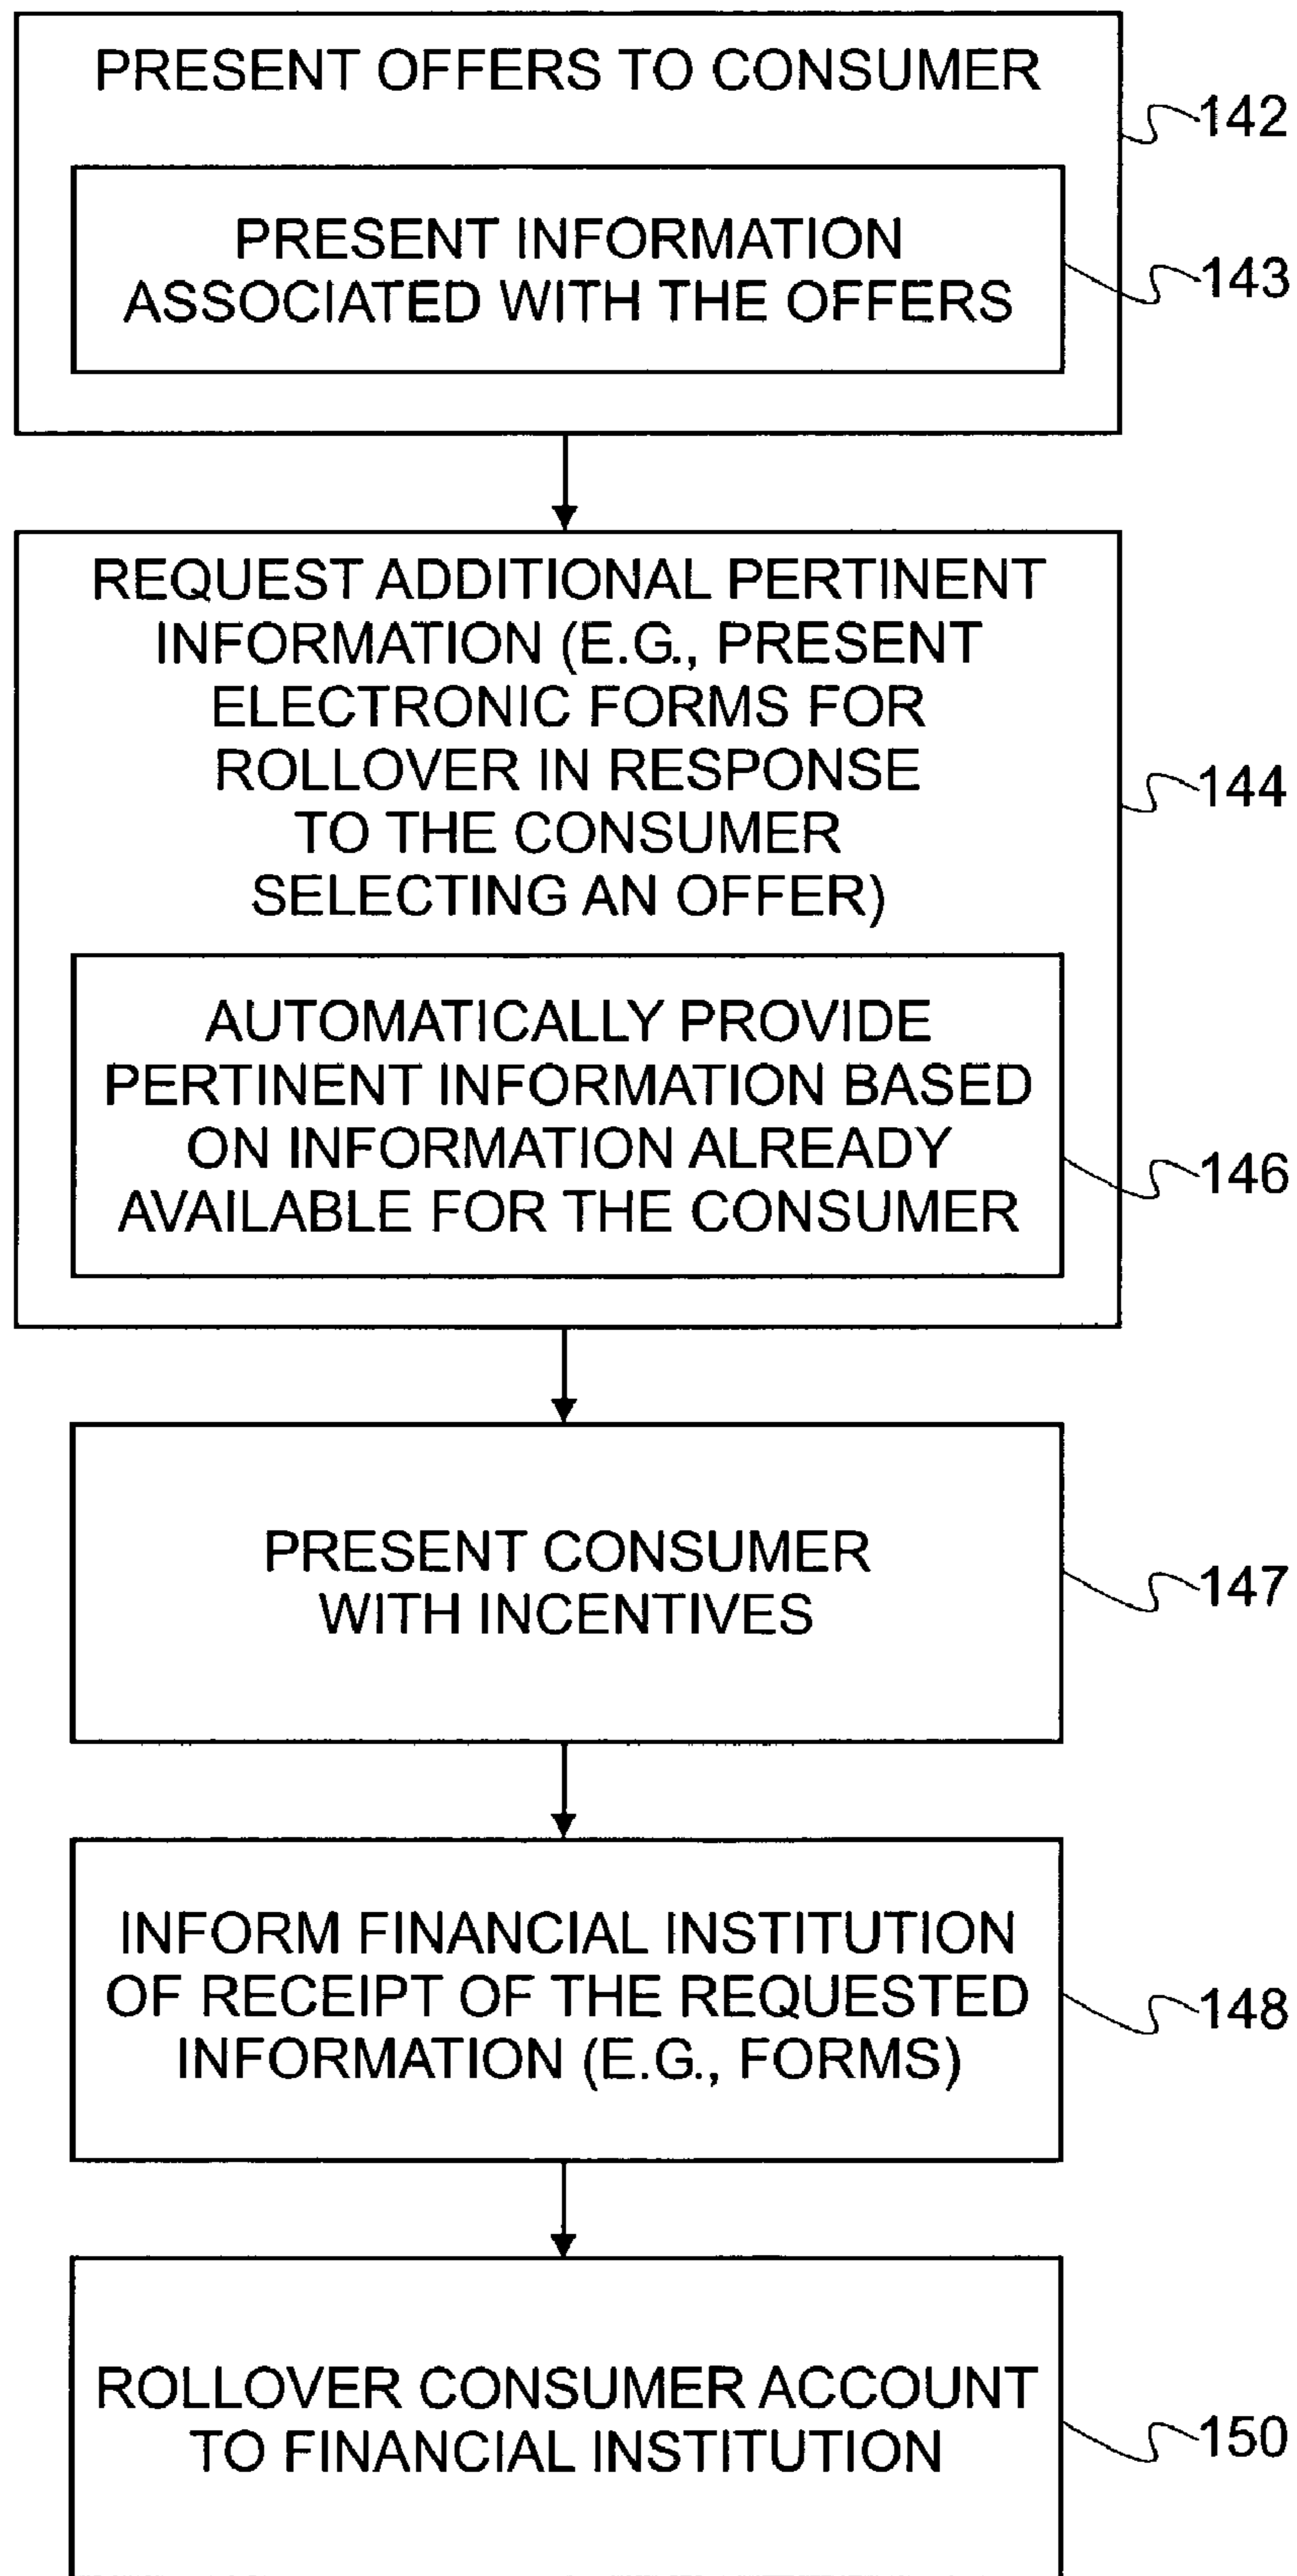 PRESENT OFFERS TO CONSUMER
142
PRESENT INFORMATION
ASSOCIATED WITH THE OFFERS
143
REQUEST ADDITIONAL PERTINENT
INFORMATION (E.G., PRESENT
ELECTRONIC FORMS FOR
ROLLOVER IN RESPONSE
TO THE CONSUMER
SELECTING AN OFFER)
144
AUTOMATICALLY PROVIDE
PERTINENT INFORMATION BASED
ON INFORMATION ALREADY
AVAILABLE FOR THE CONSUMER
146
PRESENT CONSUMER
WITH INCENTIVES
147
INFORM FINANCIAL INSTITUTION
OF RECEIPT OF THE REQUESTED
INFORMATION (E.G., FORMS)
148
ROLLOVER CONSUMER ACCOUNT
TO FINANCIAL INSTITUTION
150